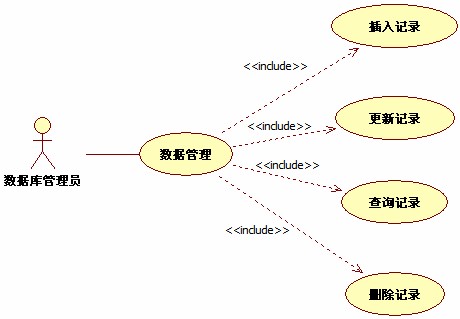 插入记录
<<include>>
更新记录
<<include>>
数据管理
<<include>>
数据库管理员
查询记录
<<include>>
删除记录